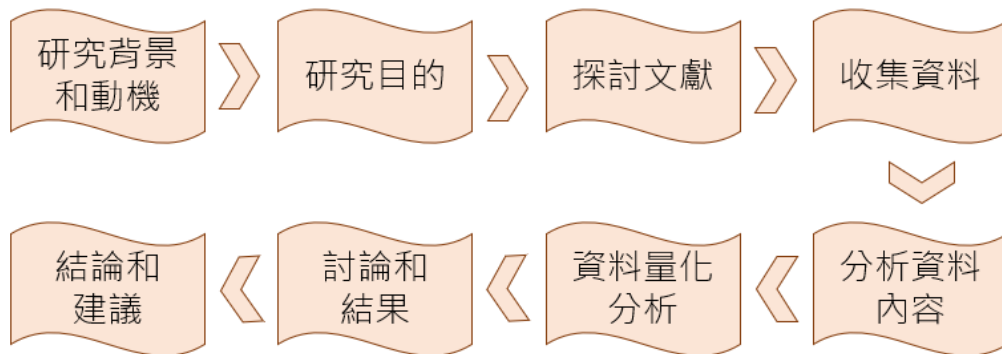 研究背景
和動機
研究目的
探討文獻
收集資料
分析資料
內容
資料量化
分析
討論和
結果
結論和
建議